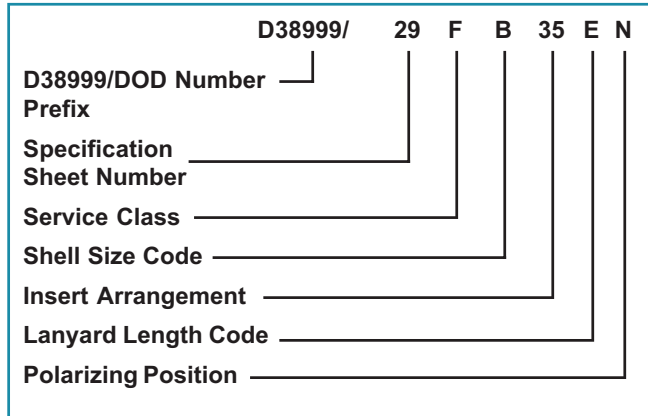 D38999/ 29 F B 35 E N
D38999/DOD Number
Prefix
Specification
Sheet Number
Service Class
Shell Size Code
Insert Arrangement
Lanyard Length Code
Polarizing Position